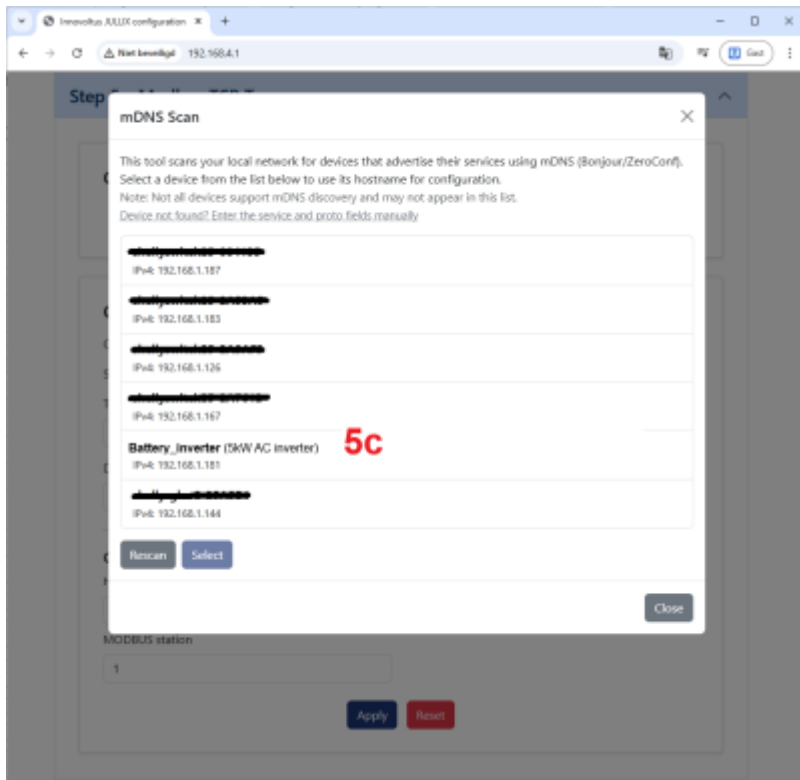 Innovoltus JULUX configuration
Niet beveiligd 192.168.4.1
Gast
Step
mDNS Scan
This tool scans your local network for devices that advertise their services using mDNS (Bonjour/ZeroConf).
Select a device from the list below to use its hostname for configuration.
Note: Not all devices support mDNS discovery and may not appear in this list.
Device not found? Enter the service and proto fields manually
IPv4: 192.168.1.187
IPv4: 192.168.1.183
IPv4: 192.168.1.126
IPv4: 192.168.1.167
Battery_inverter (5kW AC inverter)
5c
IPv4: 192.168.1.181
IPv4: 192.168.1.144
Rescan
Select
Close
MODBUS station
1
Apply
Reset